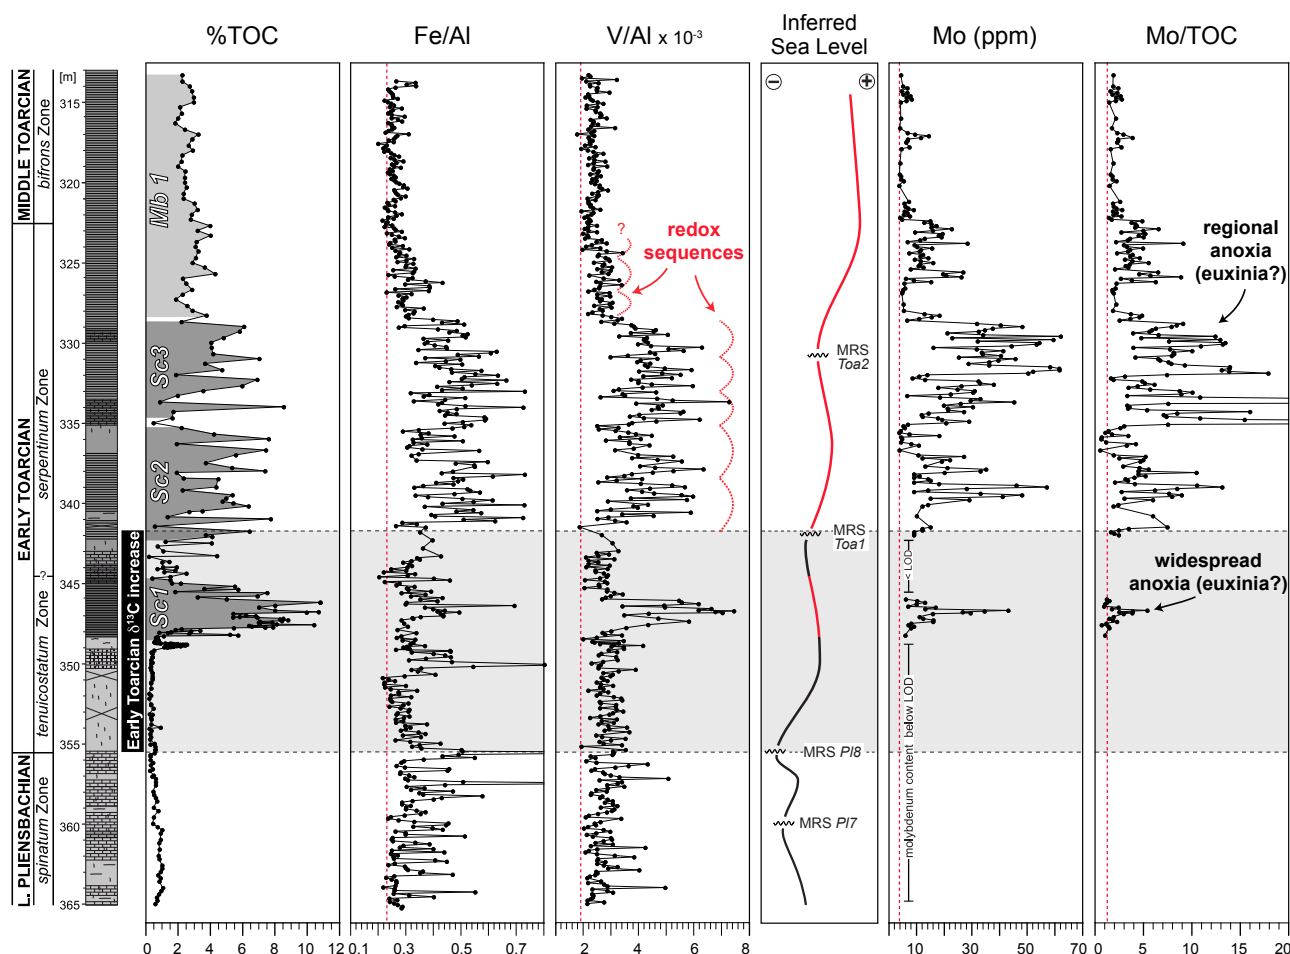 %TOC
Fe/Al
V/Al x 10-3
Inferred
Sea Level
Mo (ppm)
Mo/TOC
[m]
315
320
325
330
335
340
345
350
355
360
365
MIDDLE TOARCIAN
bifrons Zone
EARLY TOARCIAN
serpentinum Zone
?
tenuicostatum Zone
L. PLIENSBACHIAN
spinatum Zone
Early Toarcian δ13C increase
Mb 1
Sc3
Sc2
Sc1
?
redox
sequences
− +
MRS
Toa2
MRS
Toa1
MRS Pl8
MRS Pl7
< LOD
molybdenum content below LOD
regional
anoxia
(euxinia?)
widespread
anoxia (euxinia?)
0 2 4 6 8 10 12
0.1 0.3 0.5 0.7
0 2 4 6 8
10 30 50 70
0 5 10 15 20